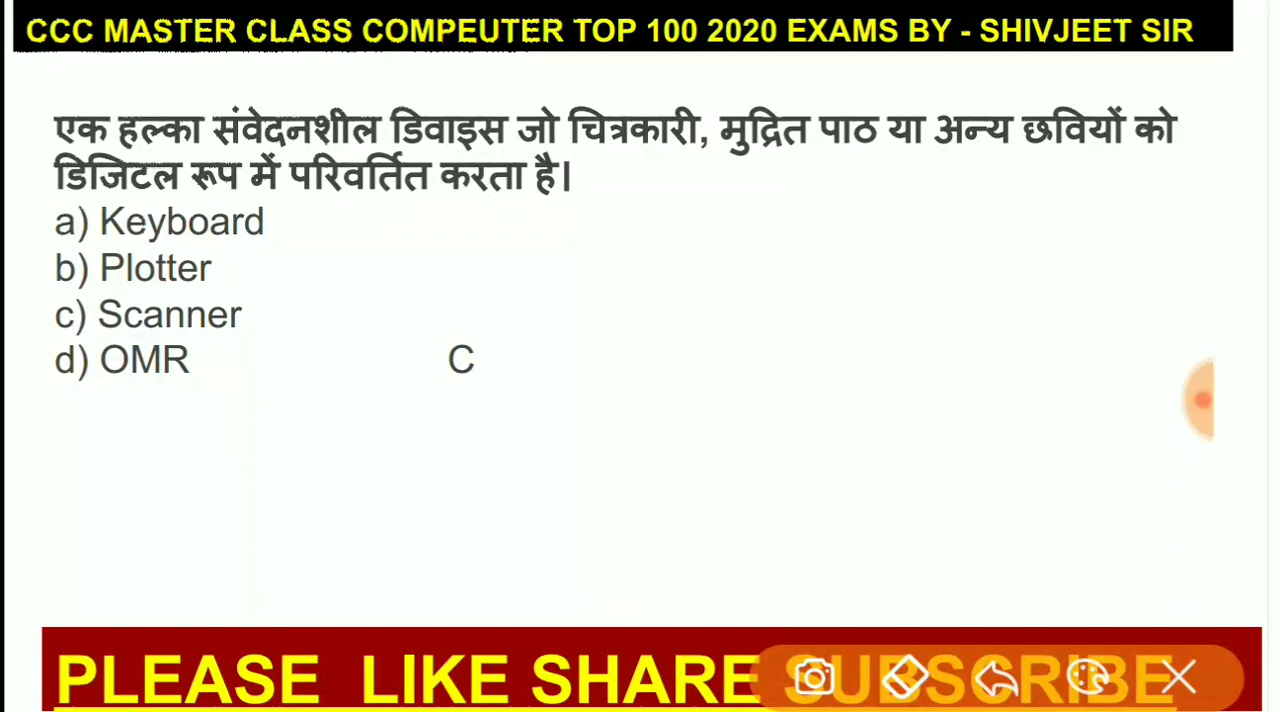 CCC MASTER CLASS COMPEUTER TOP 100 2020 EXAMS BY - SHIVJEET SIR
एक हल्का संवेदनशील डिवाइस जो चित्रकारी, मुद्रित पाठ या अन्य छवियों को
डिजिटल रूप में परिवर्तित करता है।
a) Keyboard
b) Plotter
c) Scanner
d) OMR C
PLEASE LIKE SHARE SUBSCRIBE